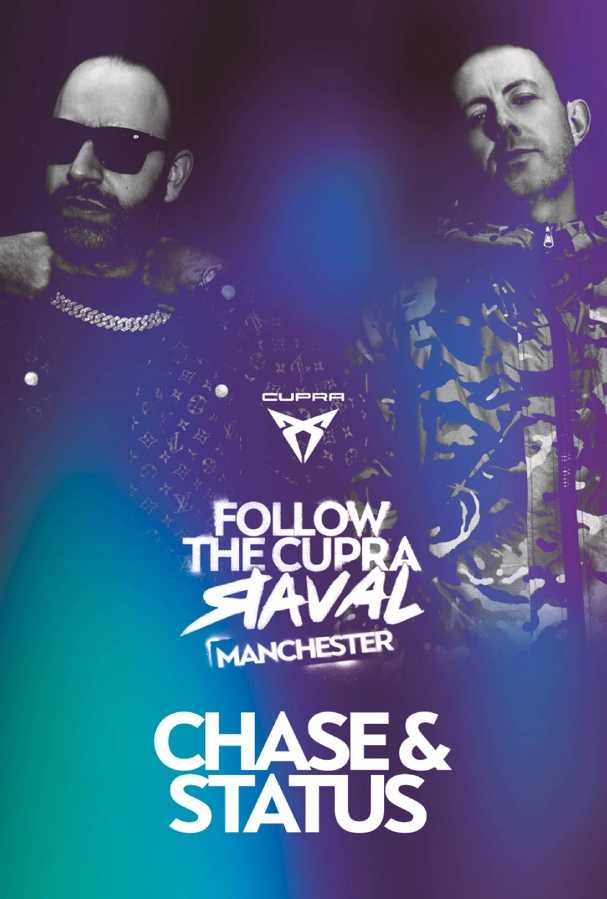 CUPRA
FOLLOW
THE CUPRA
RAVAL
MANCHESTER
CHASE &
STATUS